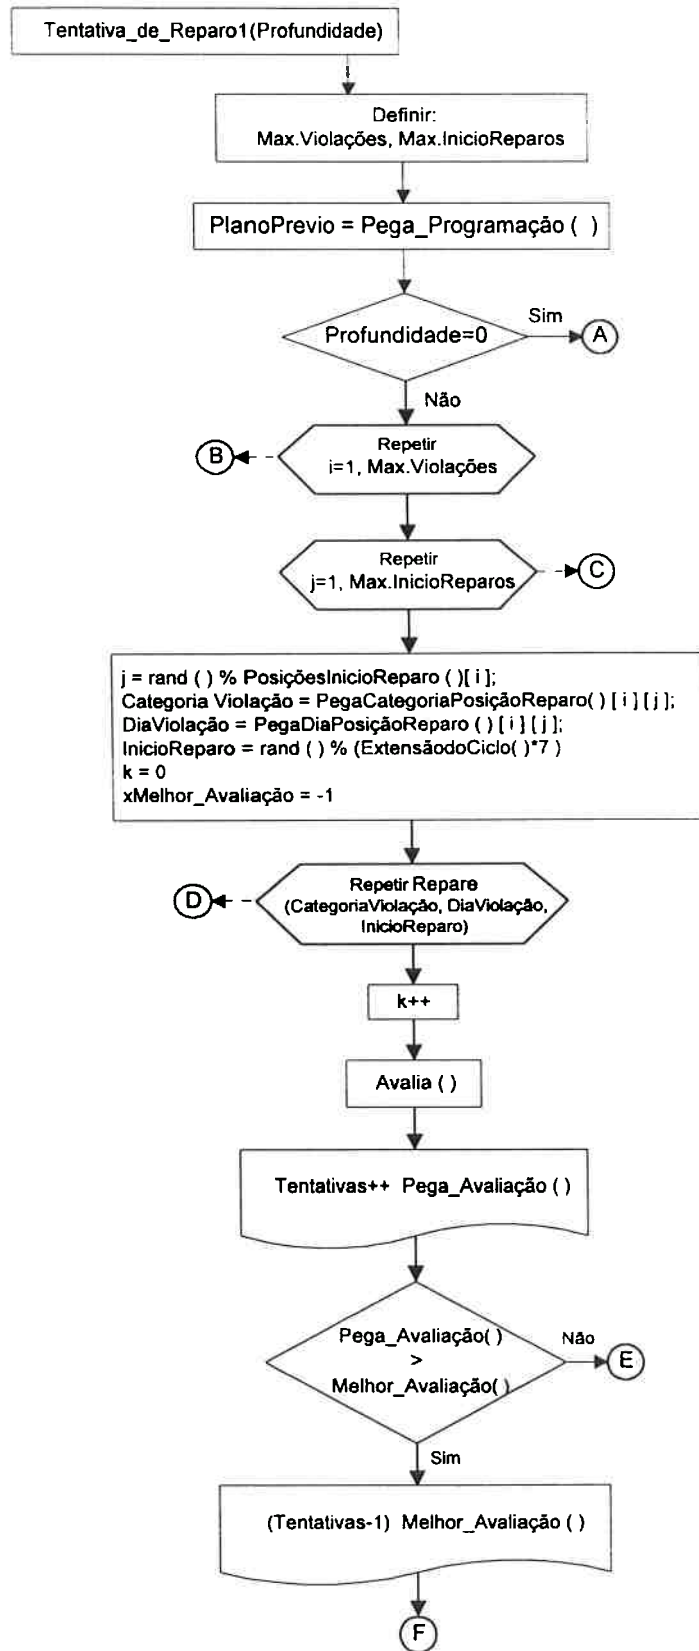 Tentativa_de_Reparo1(Profundidade)
Definir:
Max.Violações, Max.InicioReparos
PlanoPrevio = Pega_Programação ( )
Profundidade=0
Sim
A
Não
B
Repetir
i=1, Max.Violações
Repetir
j=1, Max.InicioReparos
C
j = rand ( ) % PosiçõesInicioReparo ( )[ i ];
Categoria Violação = PegaCategoriaPosiçãoReparo( ) [ i ] [ j ];
DiaViolação = PegaDiaPosiçãoReparo ( ) [ i ] [ j ];
InicioReparo = rand ( ) % (ExtensãodoCiclo( )*7 )
k = 0
xMelhor_Avaliação = -1
D
Repetir Repare
(CategoriaViolação, DiaViolação,
InicioReparo)
k++
Avalia ( )
Tentativas++ Pega_Avaliação ( )
Pega_Avaliação( )
>
Melhor_Avaliação( )
Não
E
Sim
(Tentativas-1) Melhor_Avaliação ( )
F